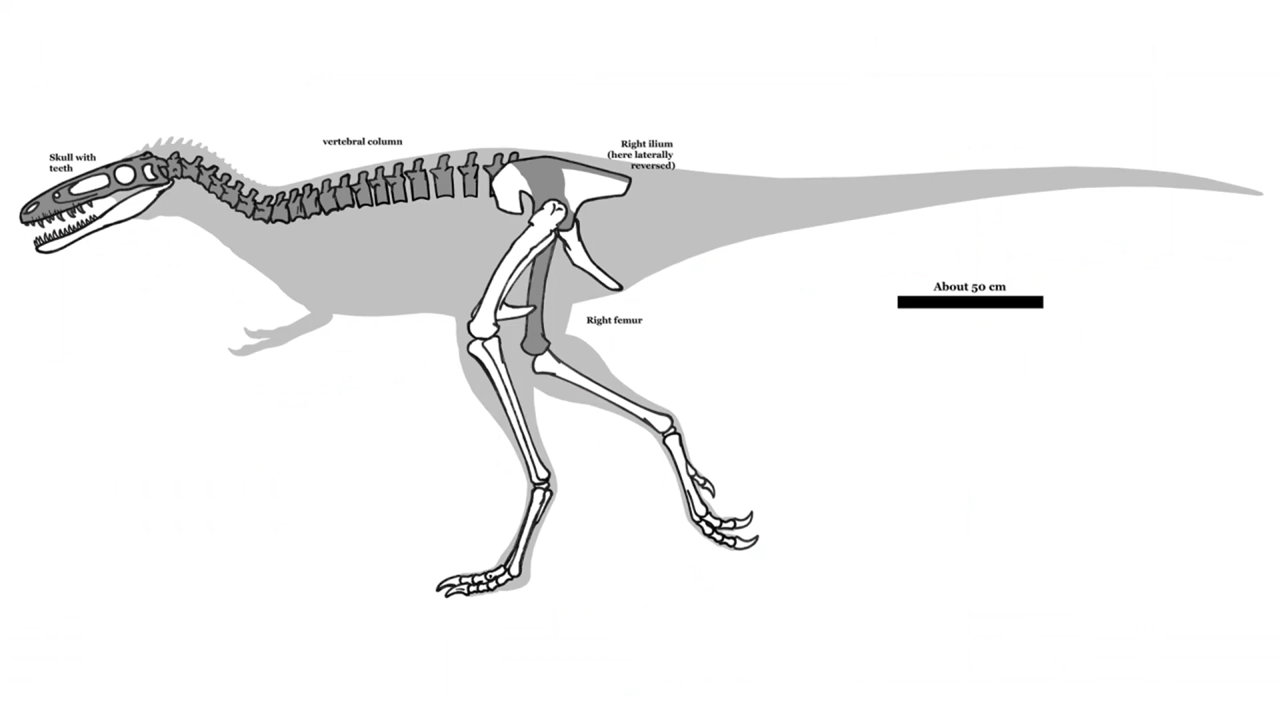 vertebral column
Skull with
teeth
Right ilium
(here laterally
reversed)
About 50 cm
Right femur